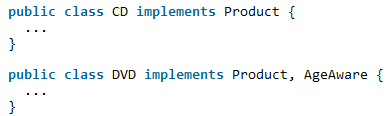 public class CD implements Product {
  ...
}
public class DVD implements Product, AgeAware {
  ...
}